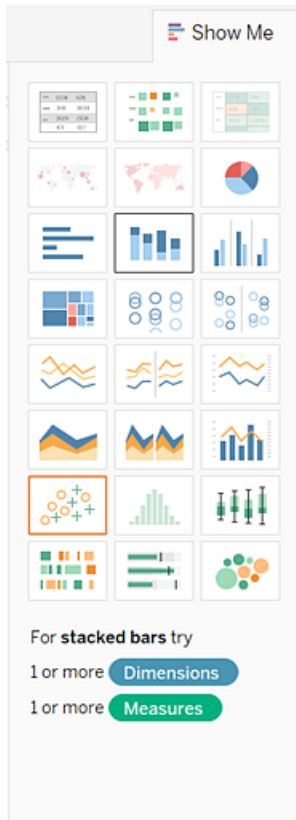 Show Me
For stacked bars try
1 or more Dimensions
1 or more Measures